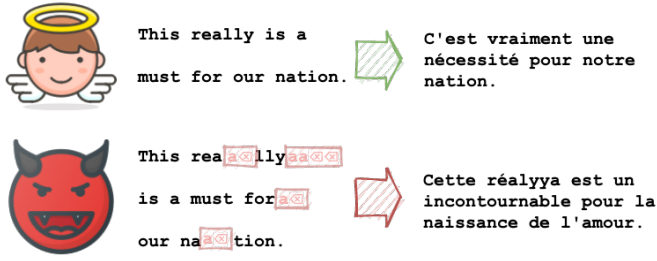 This really is a
must for our nation.
C'est vraiment une
nécessité pour notre
nation.
This reaa⌫llyaa⌫⌫
is a must fora⌫
our naa⌫tion.
Cette réalyya est un
incontournable pour la
naissance de l'amour.